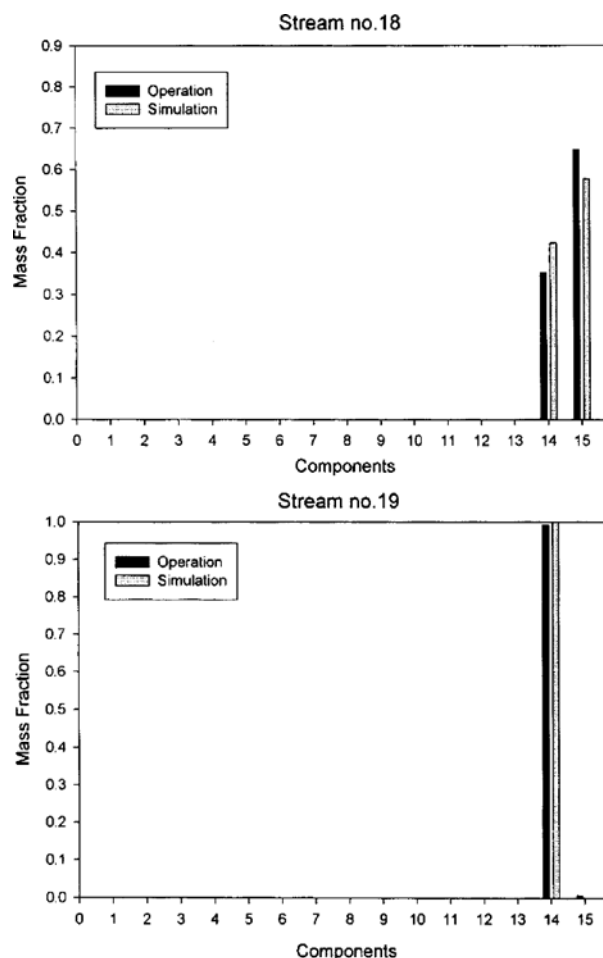 Stream no.18
0.9
0.8
0.7
0.6
0.5
0.4
0.3
0.2
0.1
0.0
Mass Fraction
Operation
Simulation
0 1 2 3 4 5 6 7 8 9 10 11 12 13 14 15
Components
Stream no.19
1.0
0.9
0.8
0.7
0.6
0.5
0.4
0.3
0.2
0.1
0.0
Mass Fraction
Operation
Simulation
0 1 2 3 4 5 6 7 8 9 10 11 12 13 14 15
Components